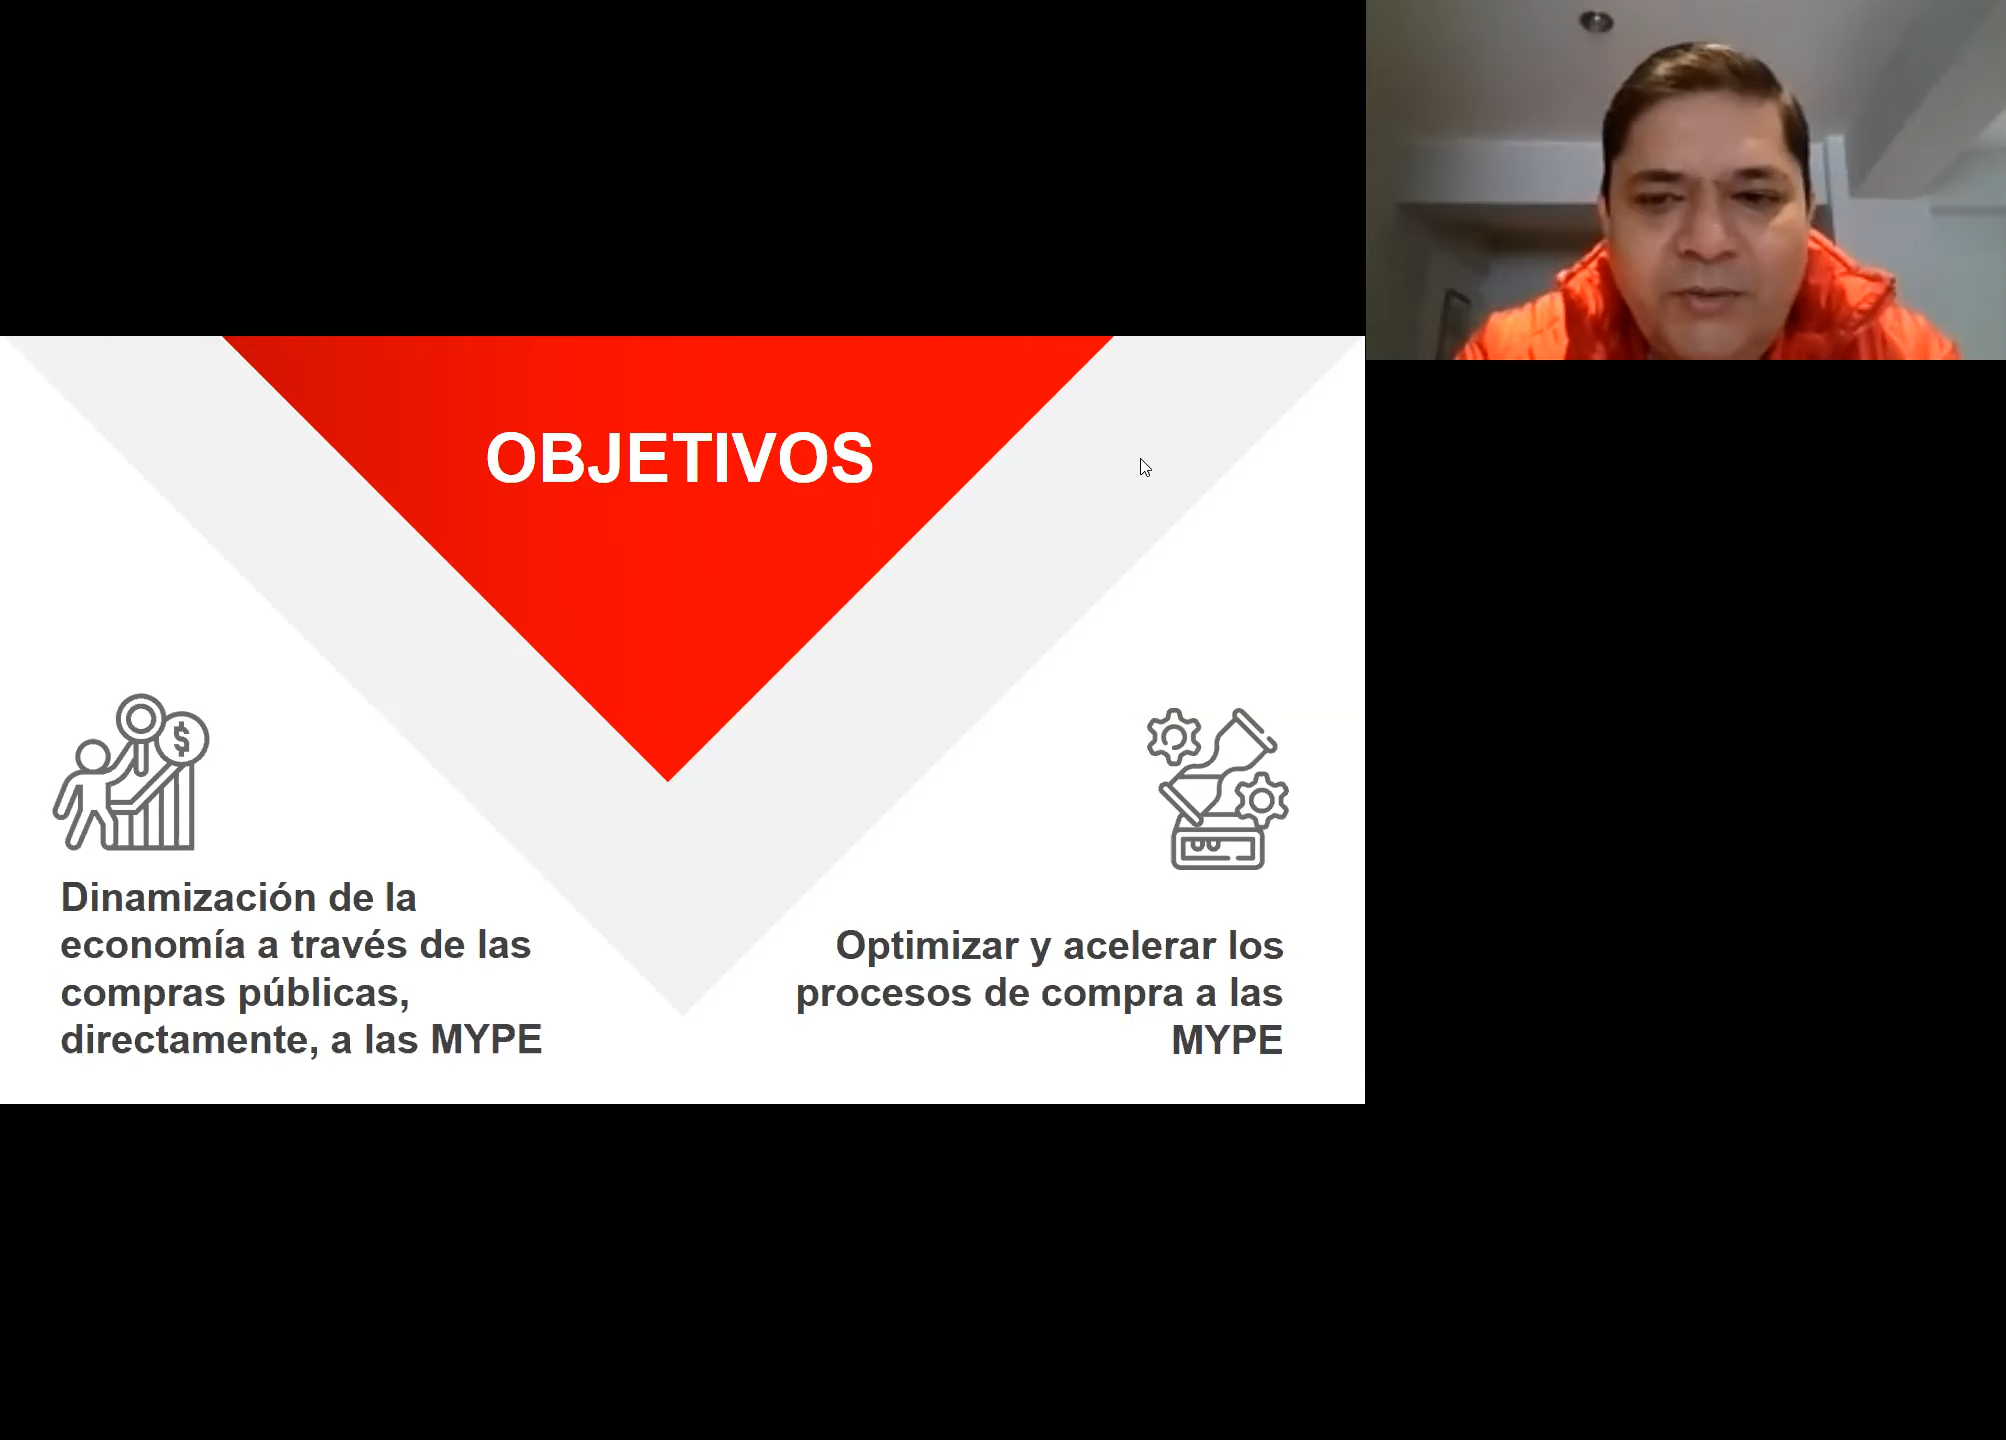 OBJETIVOS
$
Dinamización de la
economía a través de las
compras públicas,
directamente, a las MYPE
Optimizar y acelerar los
procesos de compra a las
MYPE